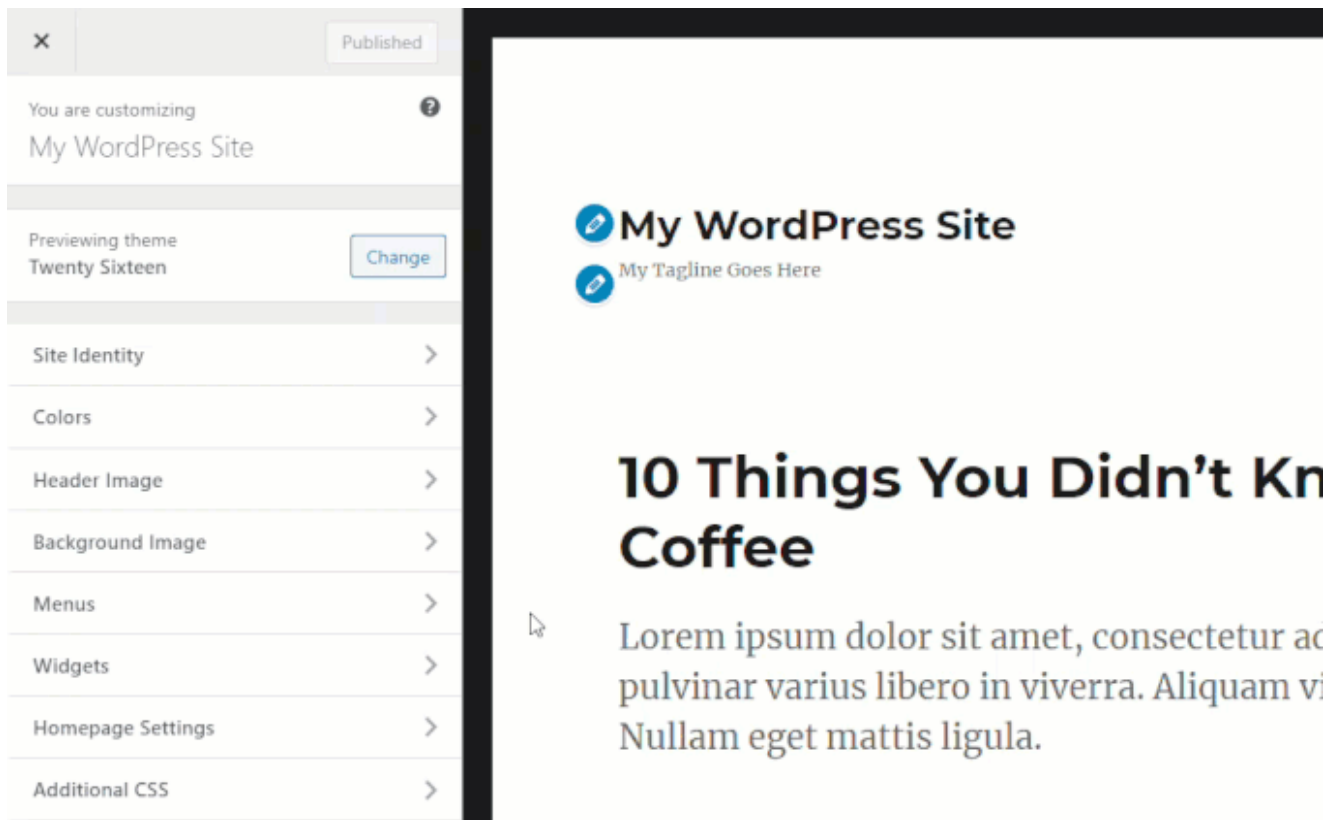 Published
You are customizing
My WordPress Site
Previewing theme
Twenty Sixteen
Change
Site Identity
Colors
Header Image
Background Image
Menus
Widgets
Homepage Settings
Additional CSS
My WordPress Site
My Tagline Goes Here
10 Things You Didn’t Kn
Coffee
Lorem ipsum dolor sit amet, consectetur ad
pulvinar varius libero in viverra. Aliquam vi
Nullam eget mattis ligula.